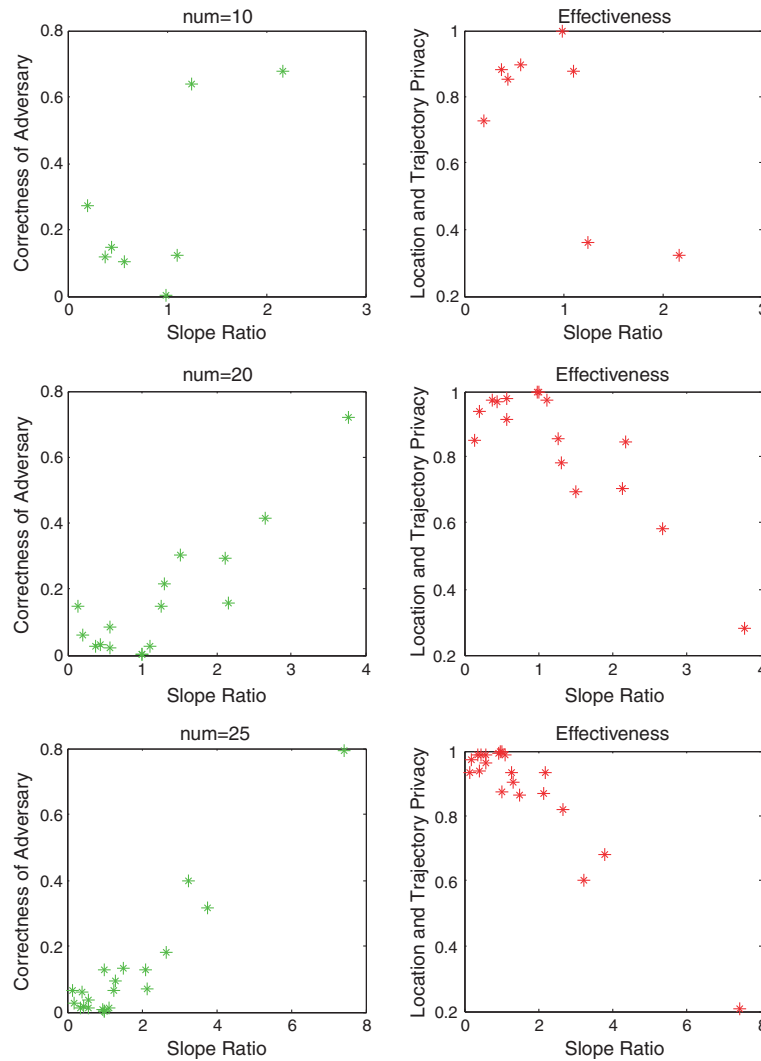 num=10
Correctness of Adversary
0.8
0.6
0.4
0.2
0
0 1 2 3
Slope Ratio
Effectiveness
Location and Trajectory Privacy
1
0.8
0.6
0.4
0.2
0 1 2 3
Slope Ratio
num=20
Correctness of Adversary
0.8
0.6
0.4
0.2
0
0 1 2 3 4
Slope Ratio
Effectiveness
Location and Trajectory Privacy
1
0.8
0.6
0.4
0.2
0 1 2 3 4
Slope Ratio
num=25
Correctness of Adversary
0.8
0.6
0.4
0.2
0
0 2 4 6 8
Slope Ratio
Effectiveness
Location and Trajectory Privacy
1
0.8
0.6
0.4
0.2
0 2 4 6 8
Slope Ratio